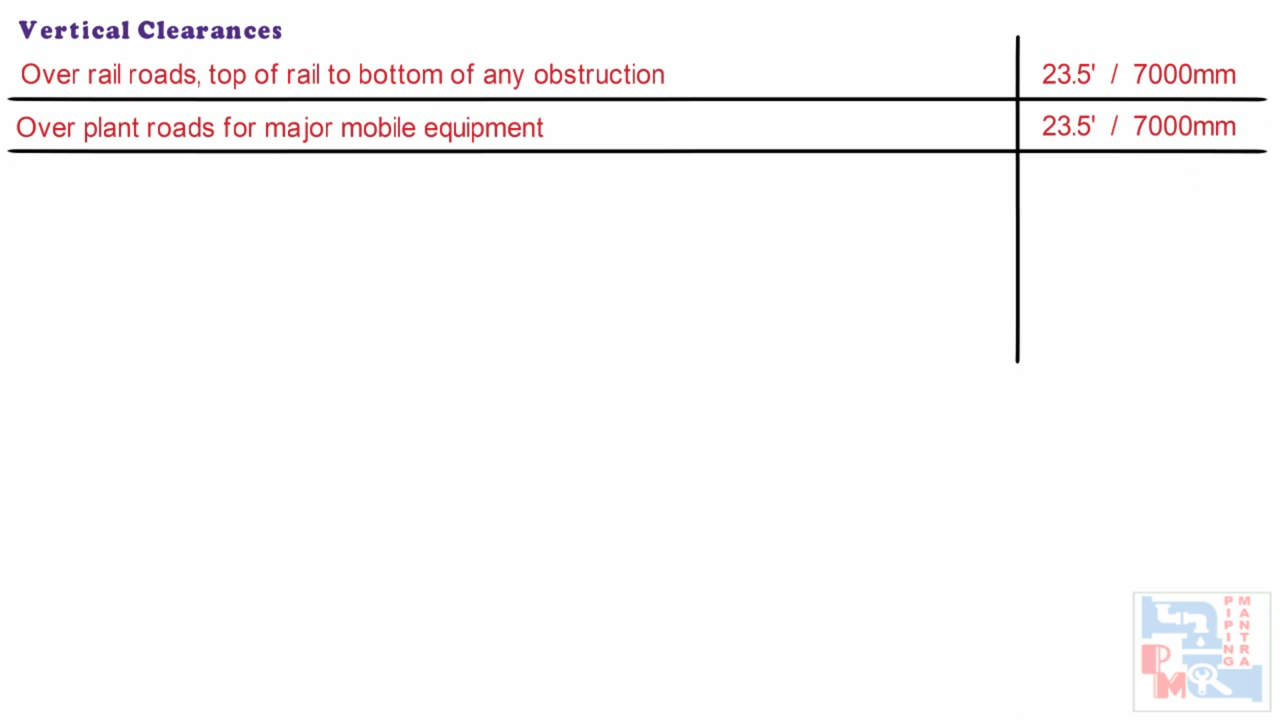 Vertical Clearances
Over rail roads, top of rail to bottom of any obstruction 23.5' / 7000mm
Over plant roads for major mobile equipment 23.5' / 7000mm
PIPING
MANTRA
PM